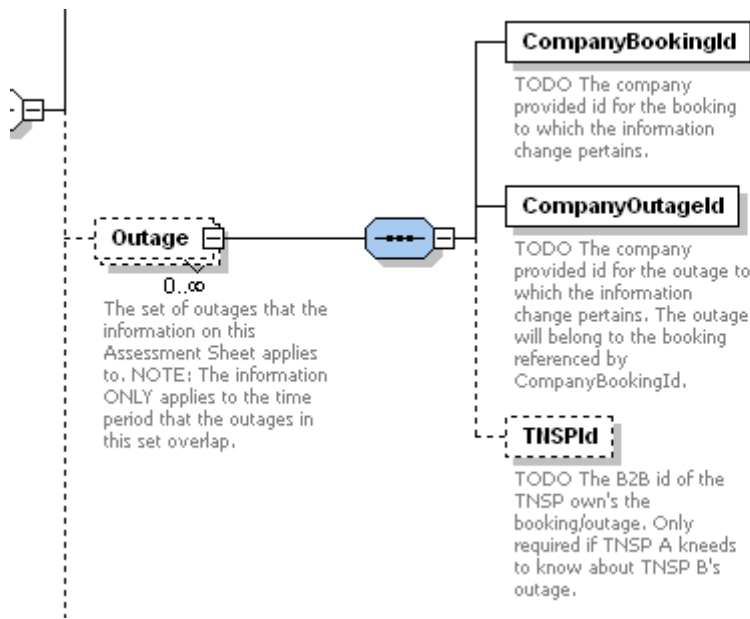 CompanyBookingId
TODO The company
provided id for the booking
to which the information
change pertains.
Outage
0..∞
The set of outages that the
information on this
Assessment Sheet applies
to. NOTE: The information
ONLY applies to the time
period that the outages in
this set overlap.
CompanyOutageId
TODO The company
provided id for the outage to
which the information
change pertains. The outage
will belong to the booking
referenced by
CompanyBookingId.
TNSPId
TODO The B2B id of the
TNSP own's the
booking/outage. Only
required if TNSP A kneeds
to know about TNSP B's
outage.